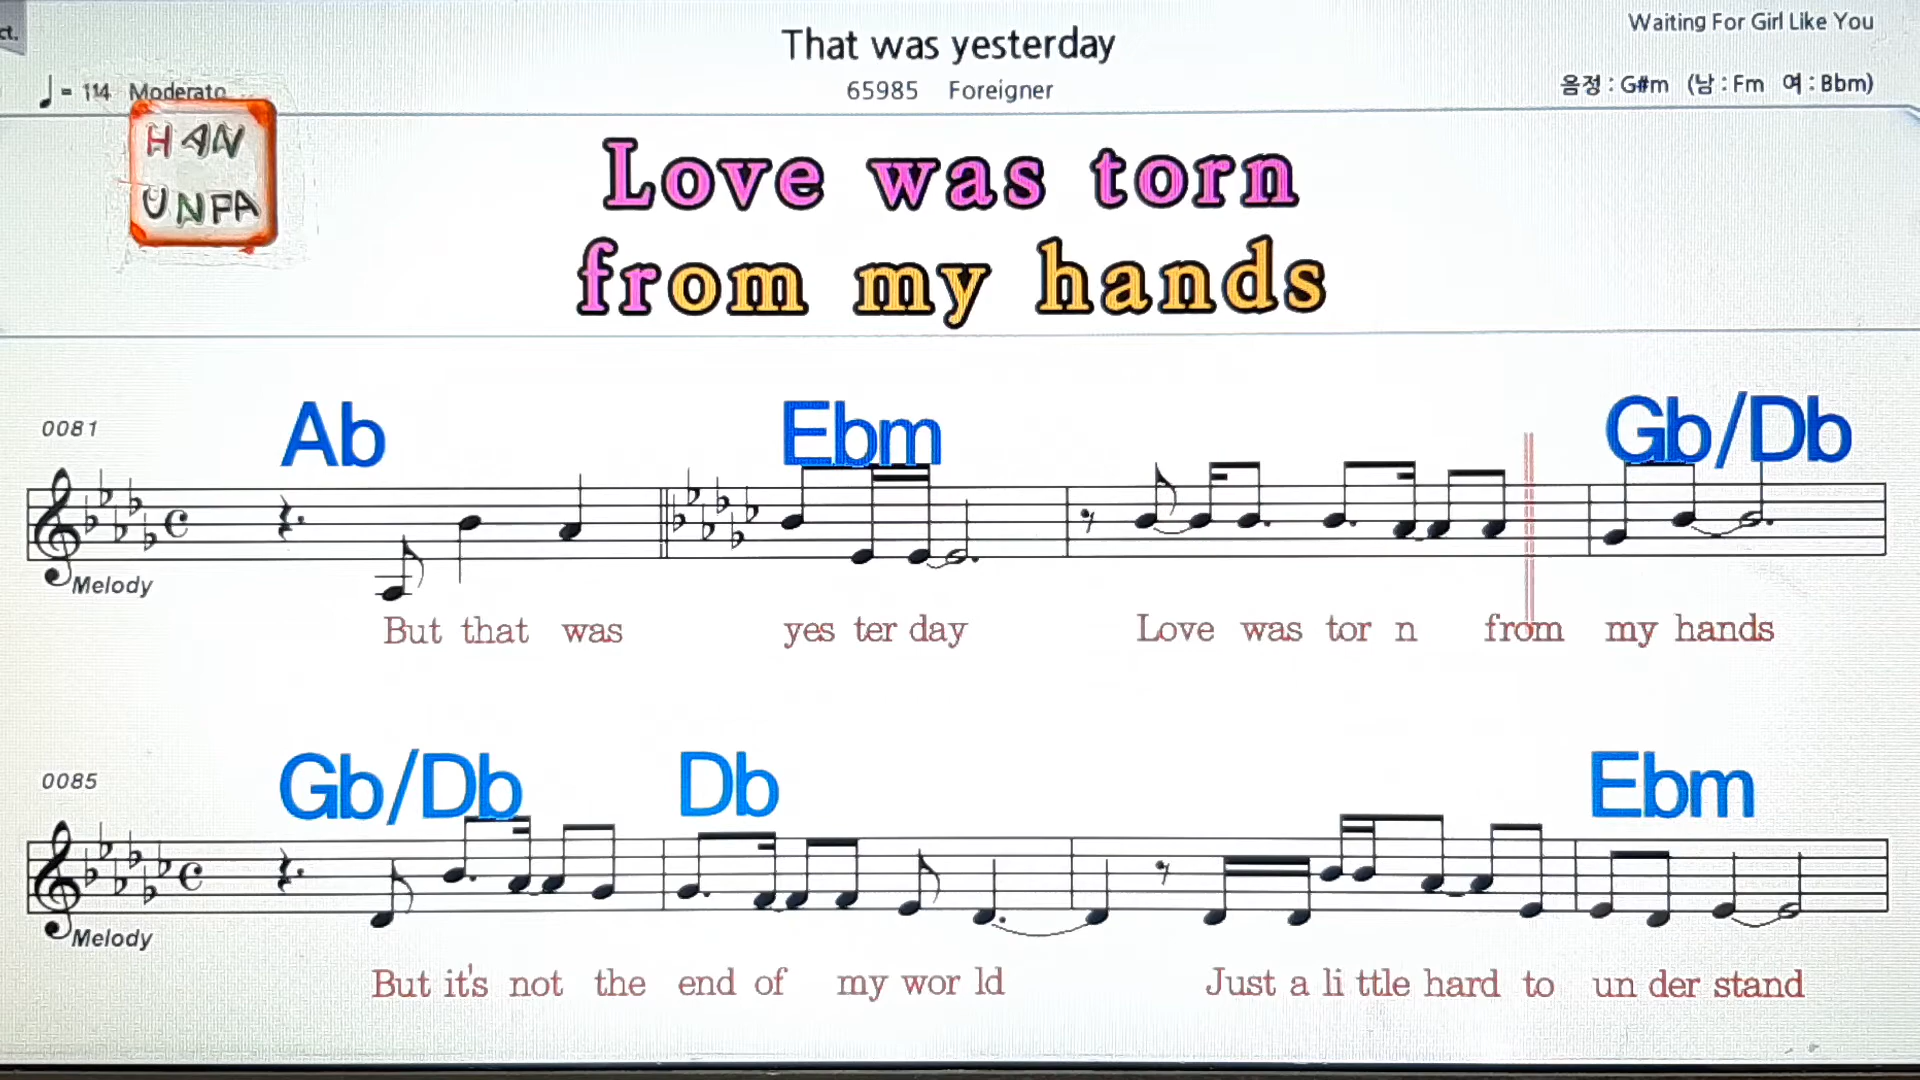 ct.
That was yesterday
Waiting For Girl Like You
= 114 Moderato
65985 Foreigner
음정 : G#m (남 : Fm 여 : Bbm)
HAN
UNPA
Love was torn
from my hands
0081
Ab Ebm Gb/Db
Melody
But that was yes ter day Love was tor n from my hands
0085
Gb/Db Db Ebm
Melody
But it's not the end of my wor ld Just a li ttle hard to un der stand